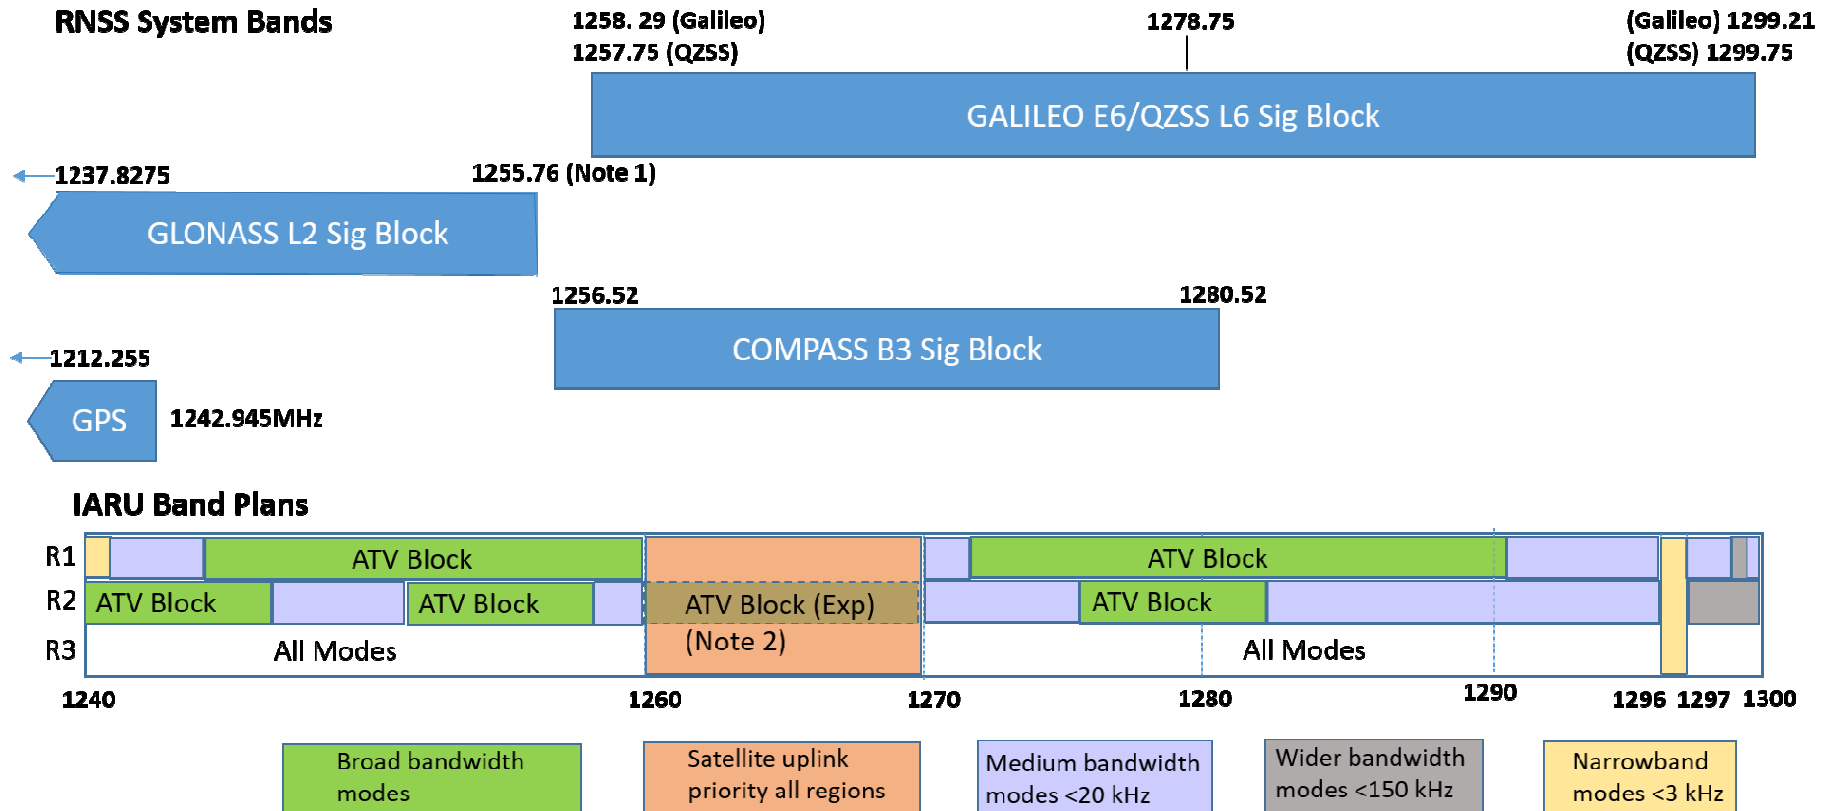 RNSS System Bands
1258. 29 (Galileo)
1257.75 (QZSS)
1278.75
(Galileo) 1299.21
(QZSS) 1299.75
GALILEO E6/QZSS L6 Sig Block
1237.8275
1255.76 (Note 1)
GLONASS L2 Sig Block
1256.52
1280.52
COMPASS B3 Sig Block
1212.255
GPS
1242.945MHz
IARU Band Plans
R1
ATV Block
ATV Block
R2
ATV Block
ATV Block
ATV Block (Exp)
(Note 2)
ATV Block
R3
All Modes
All Modes
1240
1260
1270
1280
1290
1296
1297
1300
Broad bandwidth
modes
Satellite uplink
priority all regions
Medium bandwidth
modes <20 kHz
Wider bandwidth
modes <150 kHz
Narrowband
modes <3 kHz